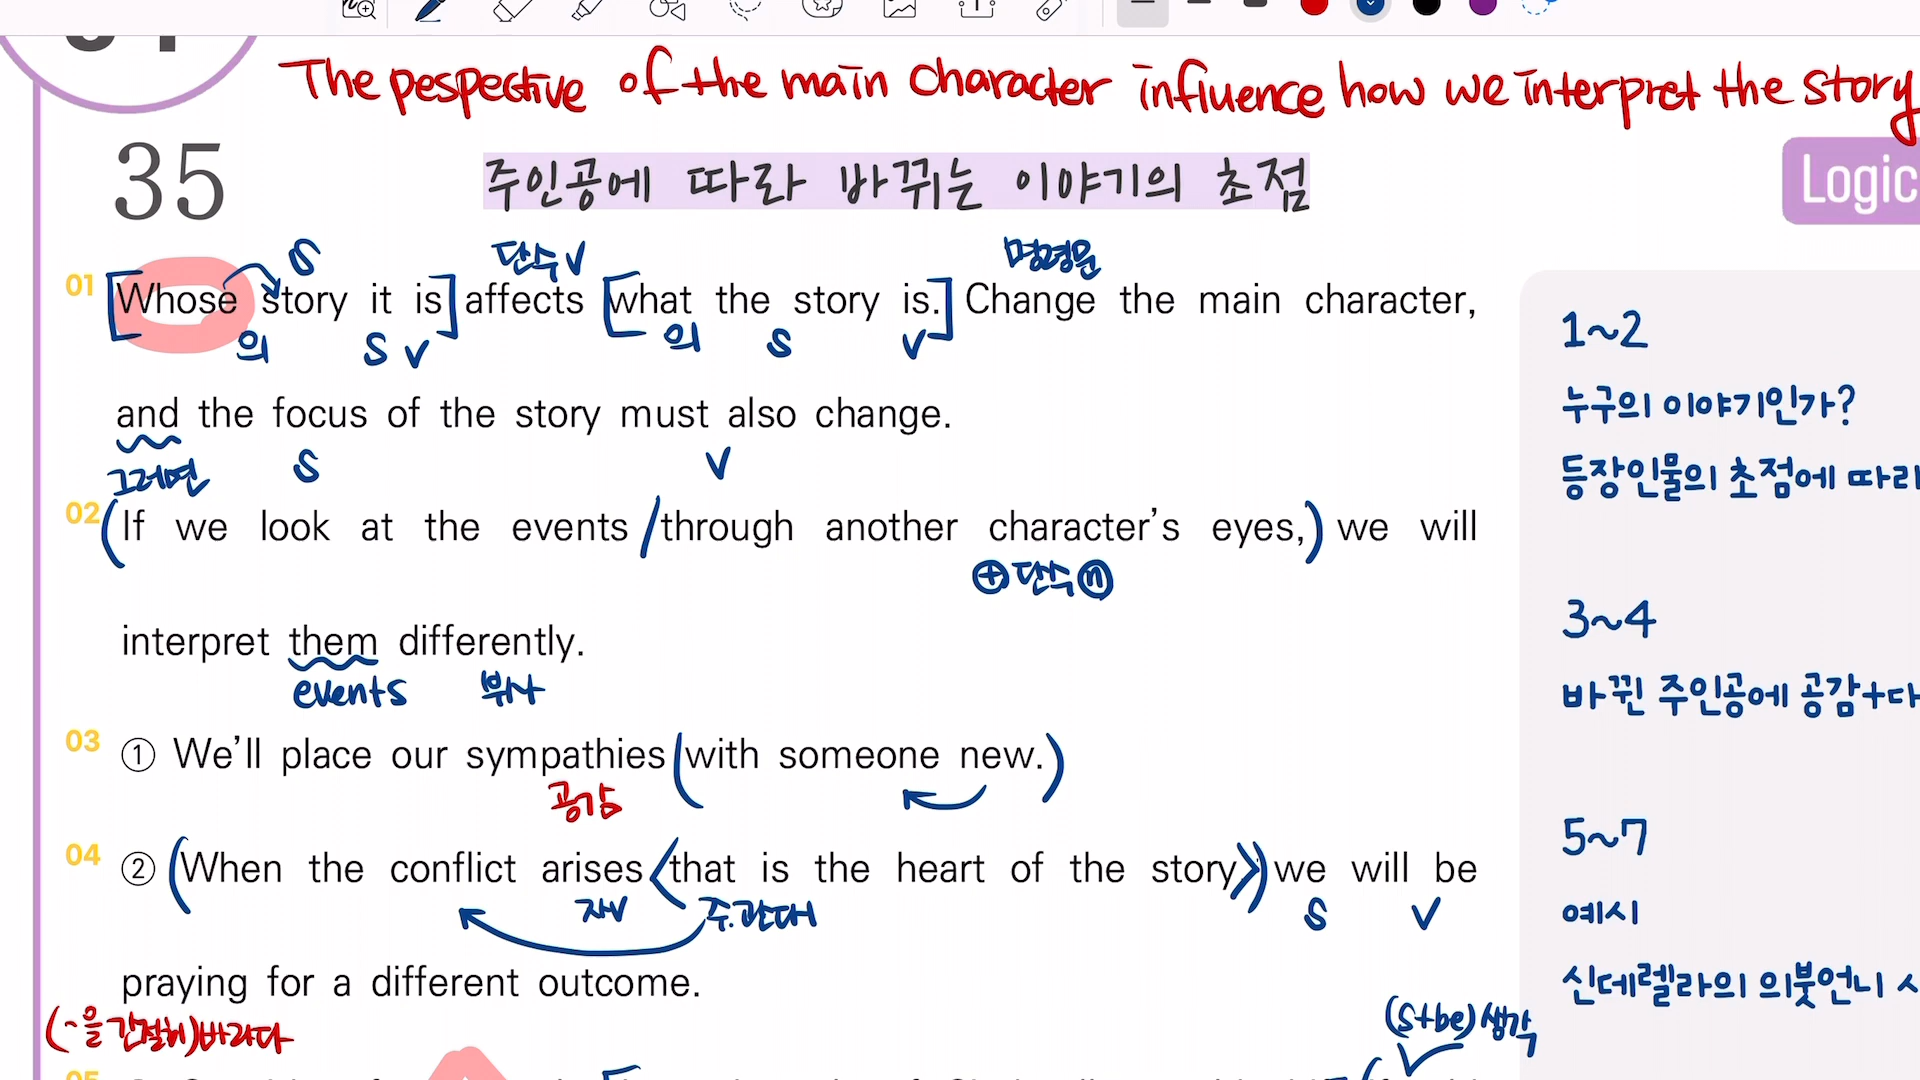 The pespective of the main character influence how we interpret the story
35
주인공에 따라 바뀌는 이야기의 초점
Logic
S 단수V 명령문
01 [Whose story it is] affects [what the story is.] Change the main character,
의 S V 의 S V
and the focus of the story must also change.
그러면 S V
02 (If we look at the events / through another character's eyes,) we will
⊕단수ⓝ
interpret them differently.
events 부사
03 ① We'll place our sympathies (with someone new.)
공감
04 ② (When the conflict arises <that is the heart of the story>) we will be
자V 주.관대 S V
praying for a different outcome.
(~을 간절히)바라다
(S+be)생략
05
1~2
누구의 이야기인가?
등장인물의 초점에 따라
3~4
바뀐 주인공에 공감+다
5~7
예시
신데렐라의 의붓언니 시